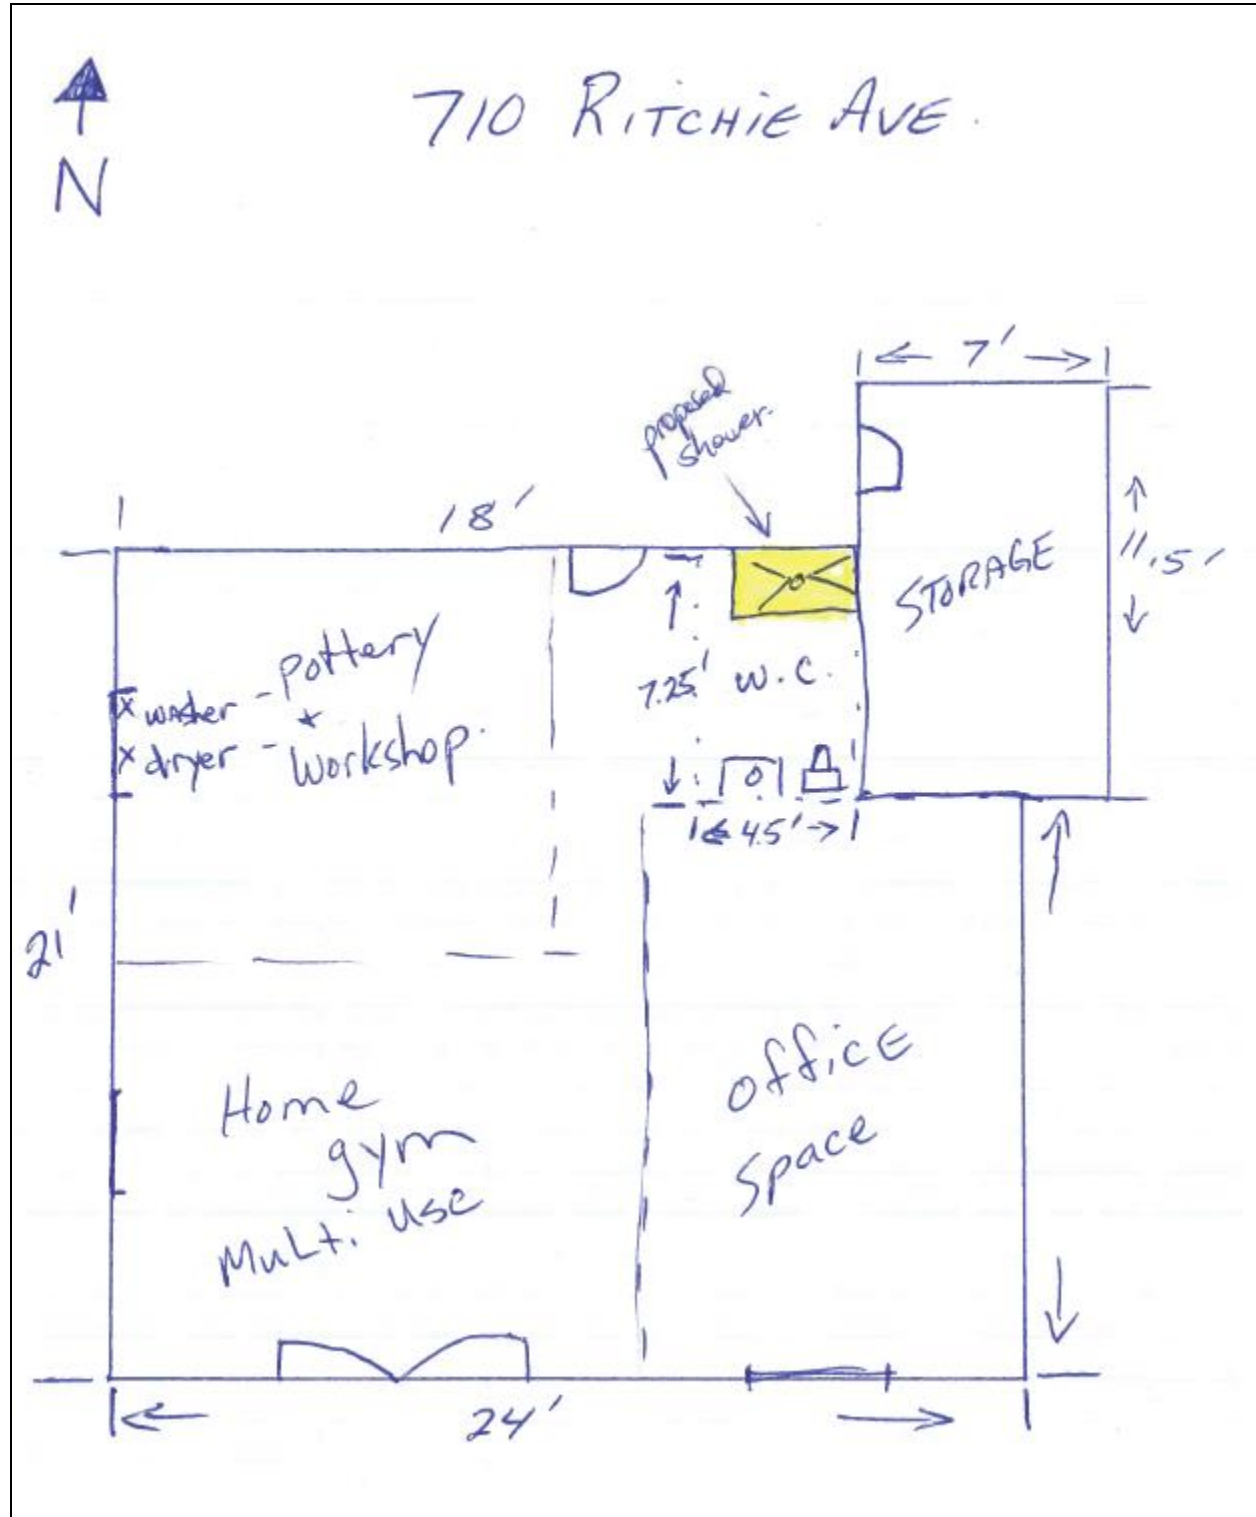 710 RITCHIE AVE.
N
7'
proposed
shower.
18'
11.5'
STORAGE
pottery
washer -
*
7.25' W.C.
dryer - workshop.
4.5'
21'
Home
gym
Multi use
office
space
24'